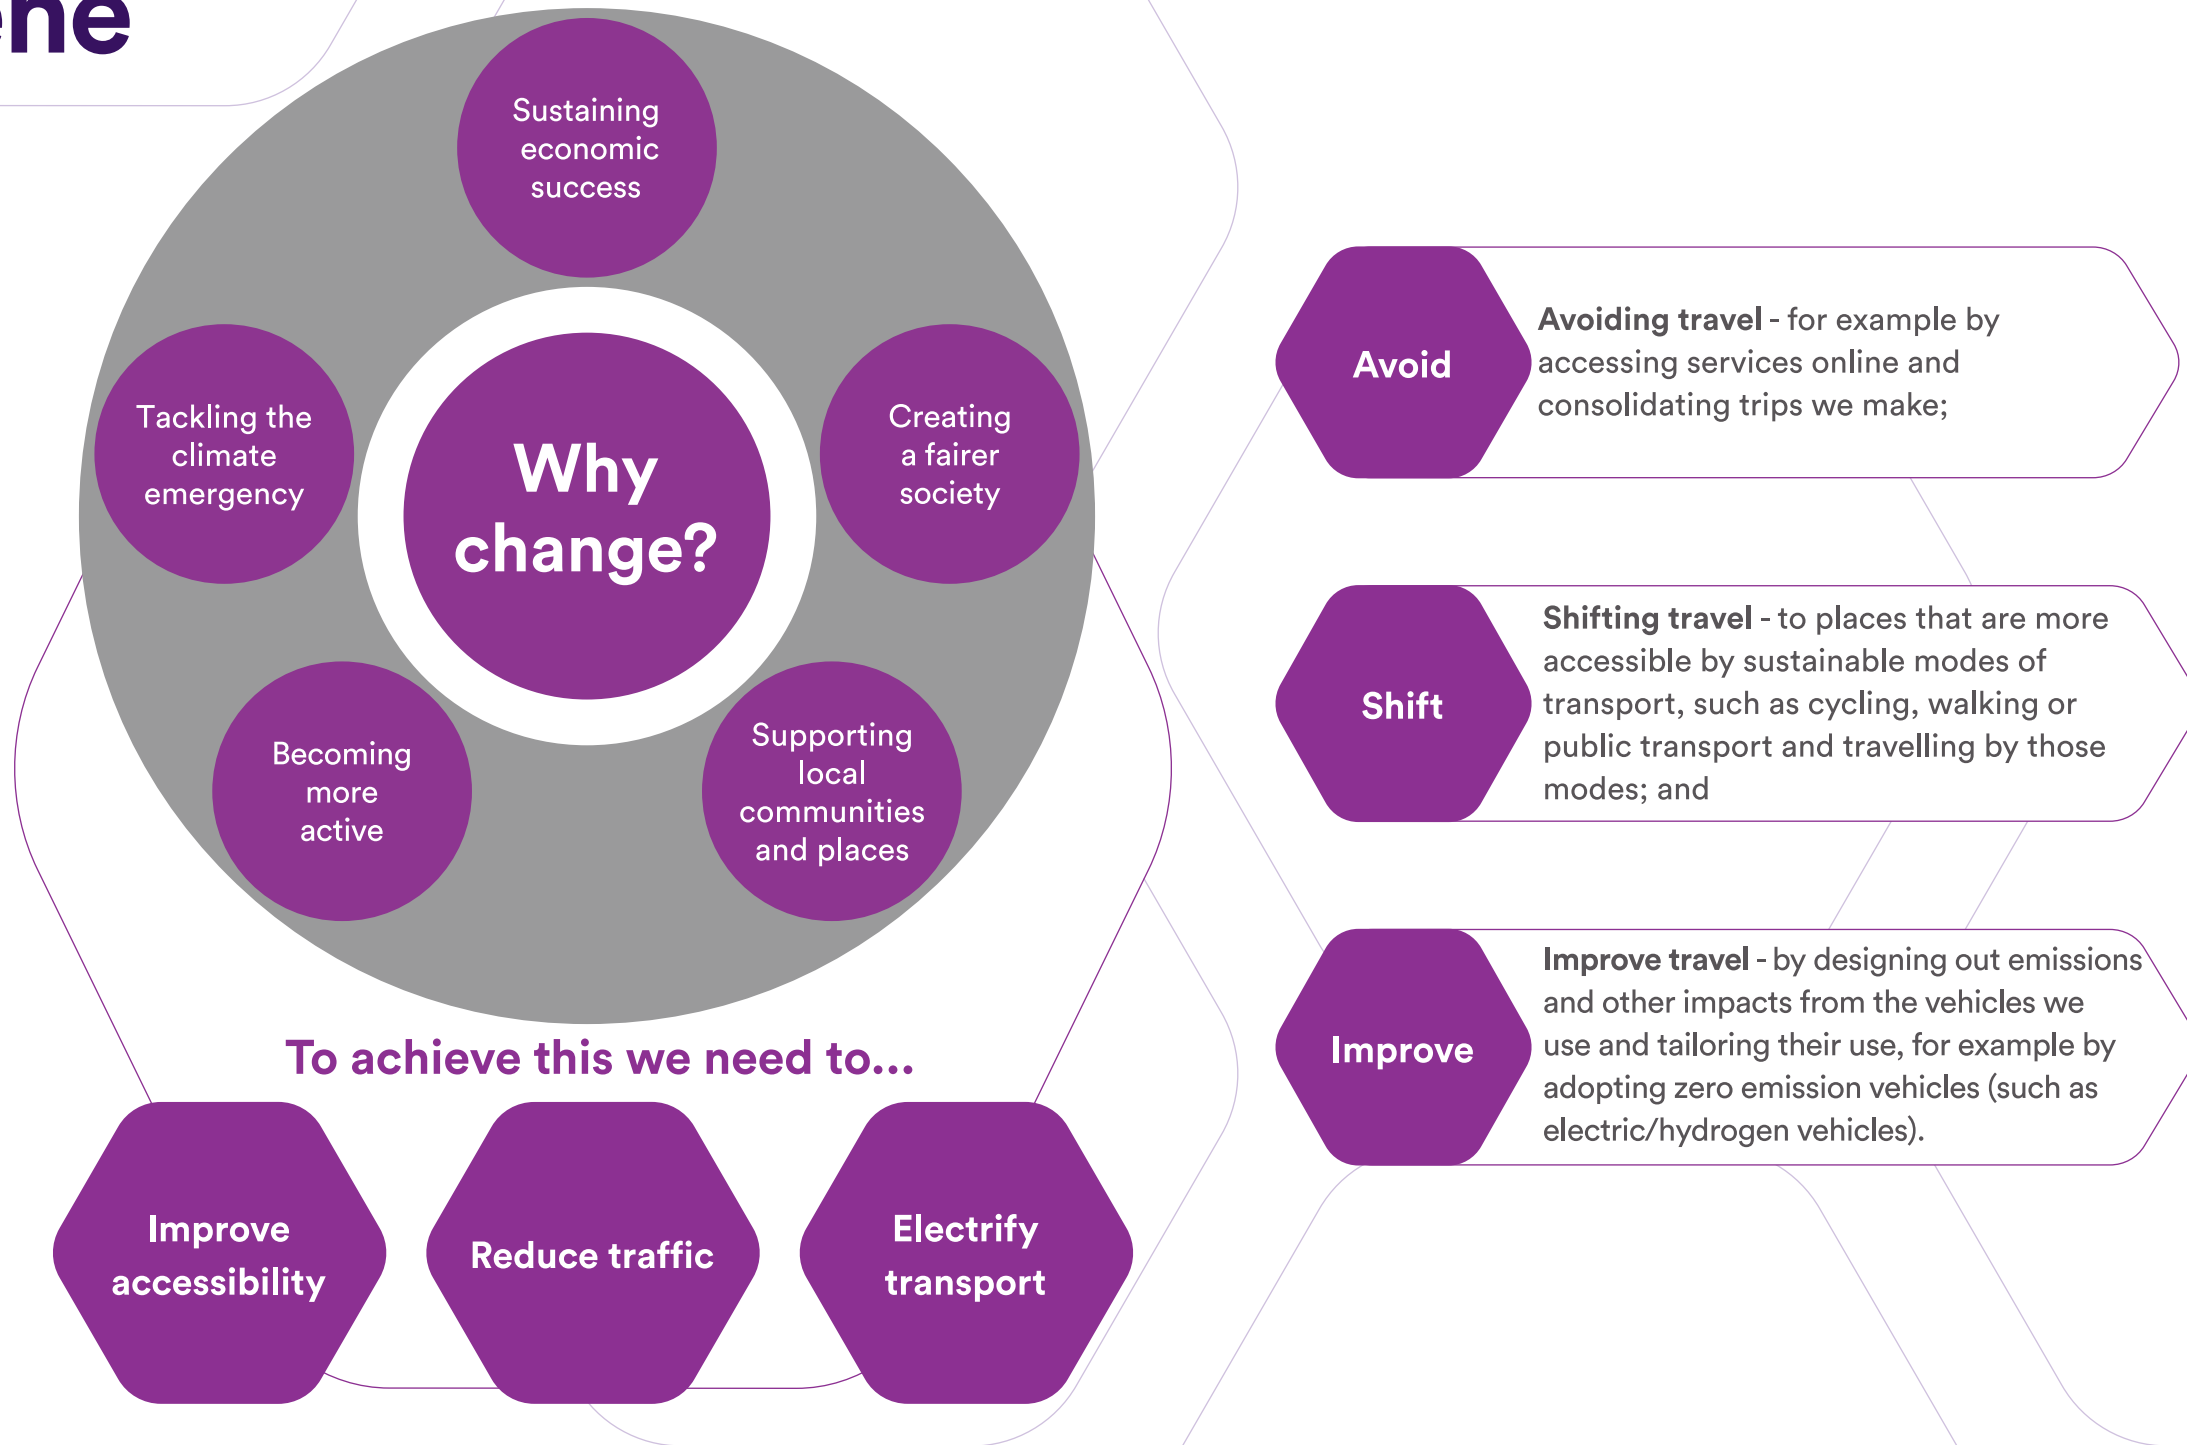 Sustaining
economic
success
Tackling the
climate
emergency
Why
change?
Creating
a fairer
society
Becoming
more
active
Supporting
local
communities
and places
To achieve this we need to...
Improve
accessibility
Reduce traffic
Electrify
transport
Avoid
Avoiding travel - for example by
accessing services online and
consolidating trips we make;
Shift
Shifting travel - to places that are more
accessible by sustainable modes of
transport, such as cycling, walking or
public transport and travelling by those
modes; and
Improve
Improve travel - by designing out emissions
and other impacts from the vehicles we
use and tailoring their use, for example by
adopting zero emission vehicles (such as
electric/hydrogen vehicles).